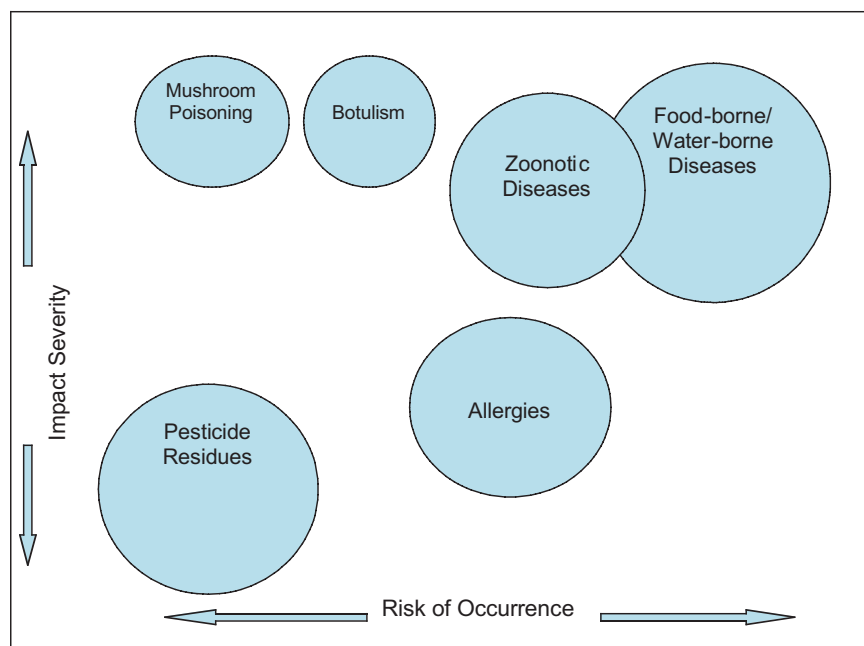 Mushroom
Poisoning
Botulism
Zoonotic
Diseases
Food-borne/
Water-borne
Diseases
Impact Severity
Allergies
Pesticide
Residues
Risk of Occurrence